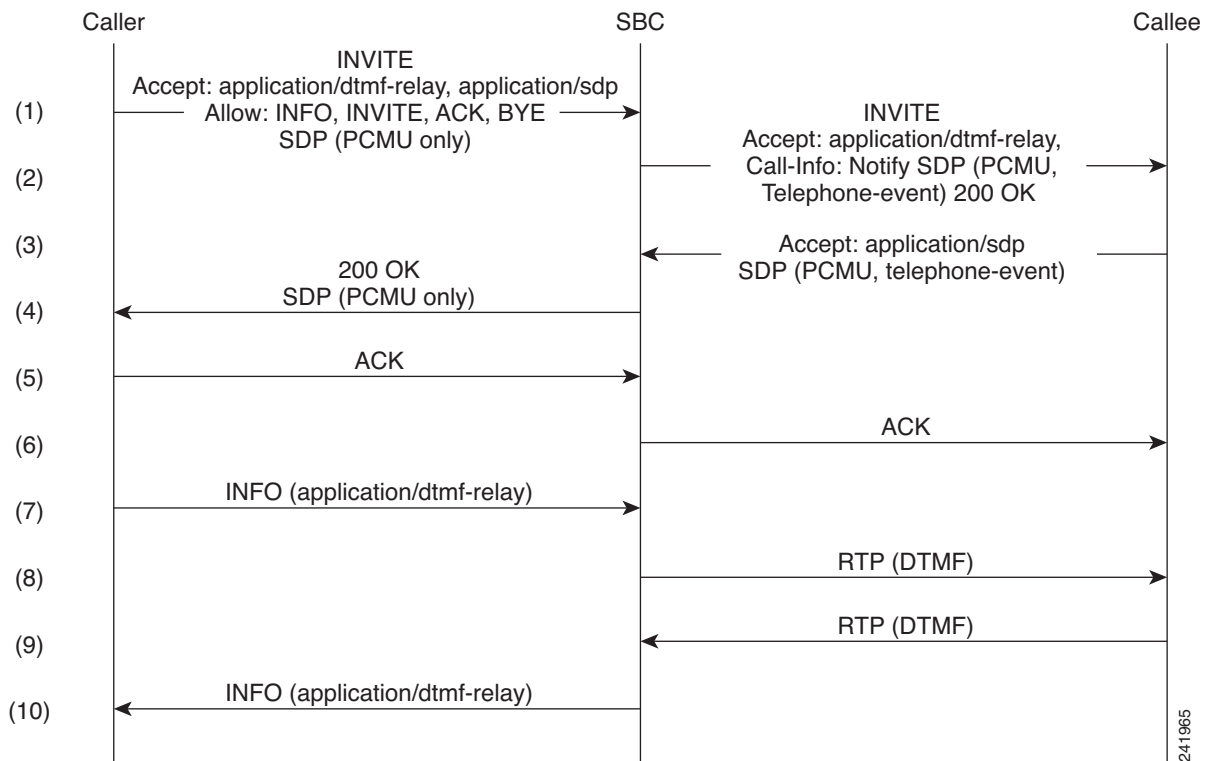 Caller
SBC
Callee
INVITE
Accept: application/dtmf-relay, application/sdp
(1)
Allow: INFO, INVITE, ACK, BYE
SDP (PCMU only)
INVITE
Accept: application/dtmf-relay,
(2)
Call-Info: Notify SDP (PCMU,
Telephone-event) 200 OK
(3)
Accept: application/sdp
SDP (PCMU, telephone-event)
200 OK
SDP (PCMU only)
(4)
ACK
(5)
ACK
(6)
INFO (application/dtmf-relay)
(7)
RTP (DTMF)
(8)
RTP (DTMF)
(9)
INFO (application/dtmf-relay)
(10)
241965